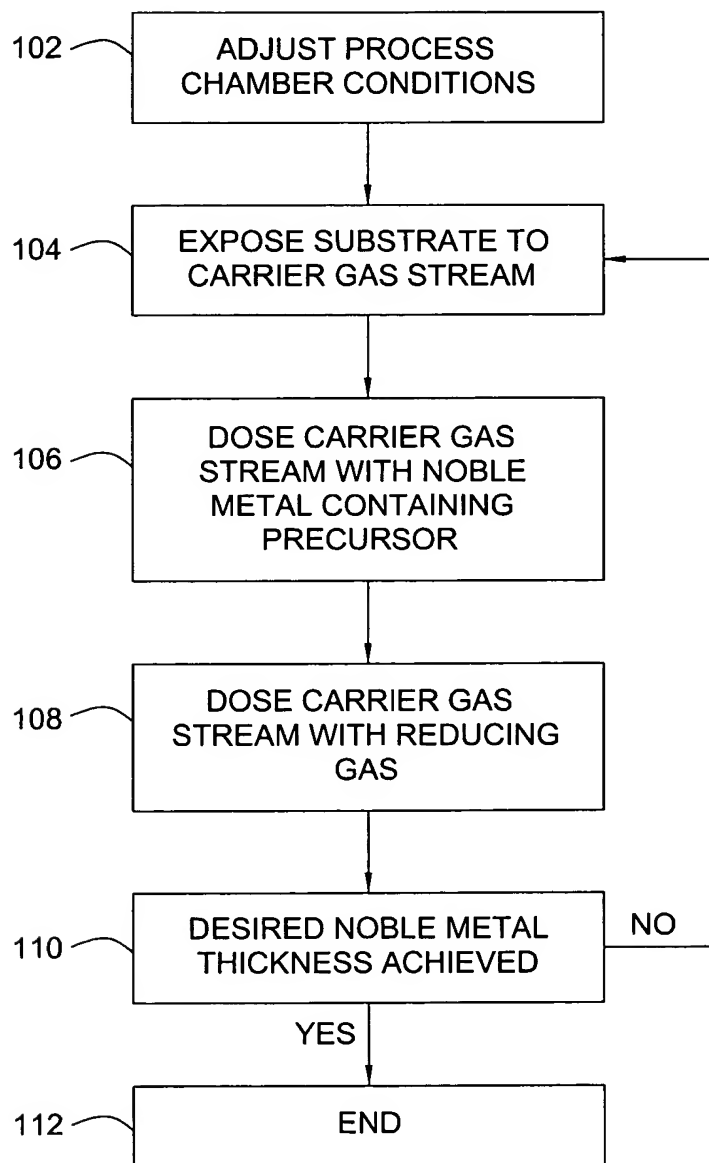 102
ADJUST PROCESS
CHAMBER CONDITIONS
104
EXPOSE SUBSTRATE TO
CARRIER GAS STREAM
106
DOSE CARRIER GAS
STREAM WITH NOBLE
METAL CONTAINING
PRECURSOR
108
DOSE CARRIER GAS
STREAM WITH REDUCING
GAS
110
DESIRED NOBLE METAL
THICKNESS ACHIEVED
NO
YES
112
END